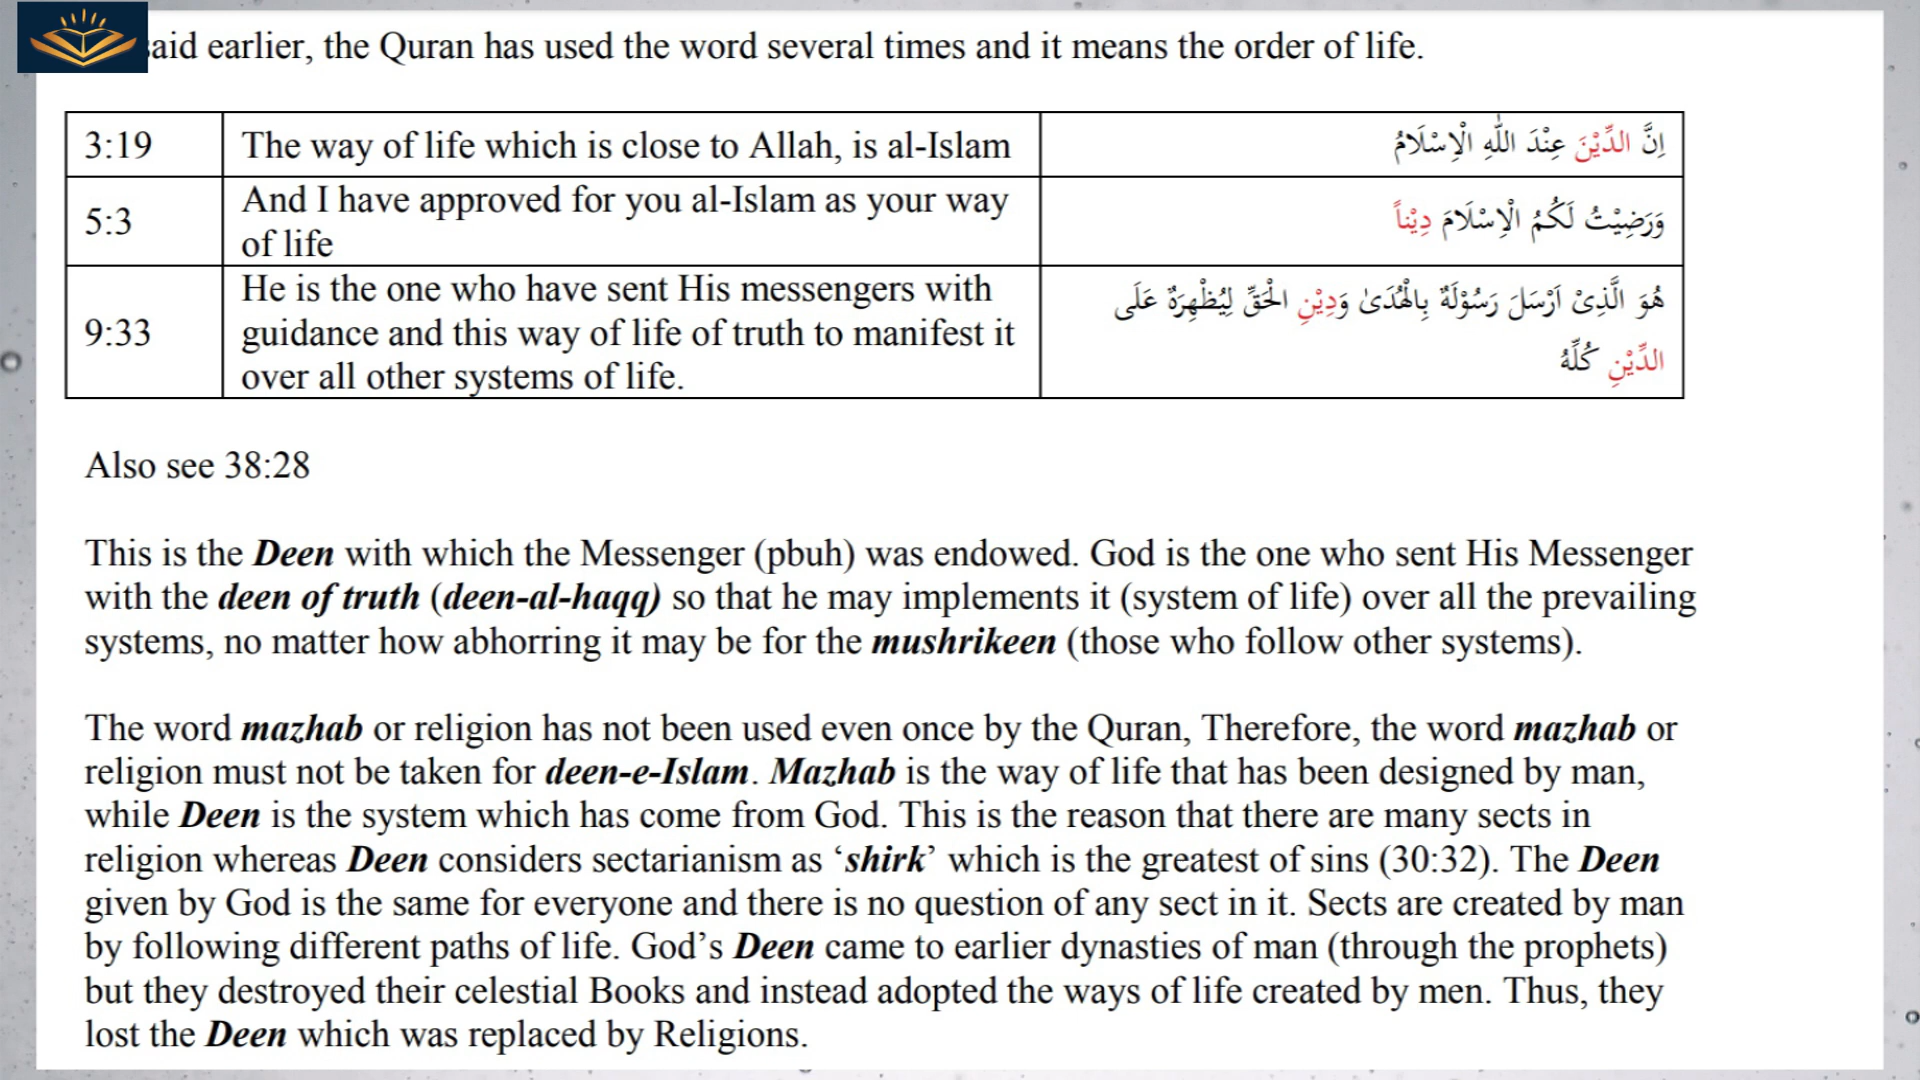 said earlier, the Quran has used the word several times and it means the order of life.
3:19
The way of life which is close to Allah, is al-Islam
اِنَّ الدِّيْنَ عِنْدَ اللّٰهِ الْاِسْلَامُ
5:3
And I have approved for you al-Islam as your way
of life
وَرَضِيْتُ لَكُمُ الْاِسْلَامَ دِيْناً
9:33
He is the one who have sent His messengers with
guidance and this way of life of truth to manifest it
over all other systems of life.
هُوَ الَّذِىْ اَرْسَلَ رَسُوْلَهٗ بِالْهُدَىٰ وَدِيْنِ الْحَقِّ لِيُظْهِرَهٗ عَلَى
الدِّيْنِ كُلِّهٗ
Also see 38:28
This is the Deen with which the Messenger (pbuh) was endowed. God is the one who sent His Messenger
with the deen of truth (deen-al-haqq) so that he may implements it (system of life) over all the prevailing
systems, no matter how abhorring it may be for the mushrikeen (those who follow other systems).
The word mazhab or religion has not been used even once by the Quran, Therefore, the word mazhab or
religion must not be taken for deen-e-Islam. Mazhab is the way of life that has been designed by man,
while Deen is the system which has come from God. This is the reason that there are many sects in
religion whereas Deen considers sectarianism as ‘shirk’ which is the greatest of sins (30:32). The Deen
given by God is the same for everyone and there is no question of any sect in it. Sects are created by man
by following different paths of life. God’s Deen came to earlier dynasties of man (through the prophets)
but they destroyed their celestial Books and instead adopted the ways of life created by men. Thus, they
lost the Deen which was replaced by Religions.